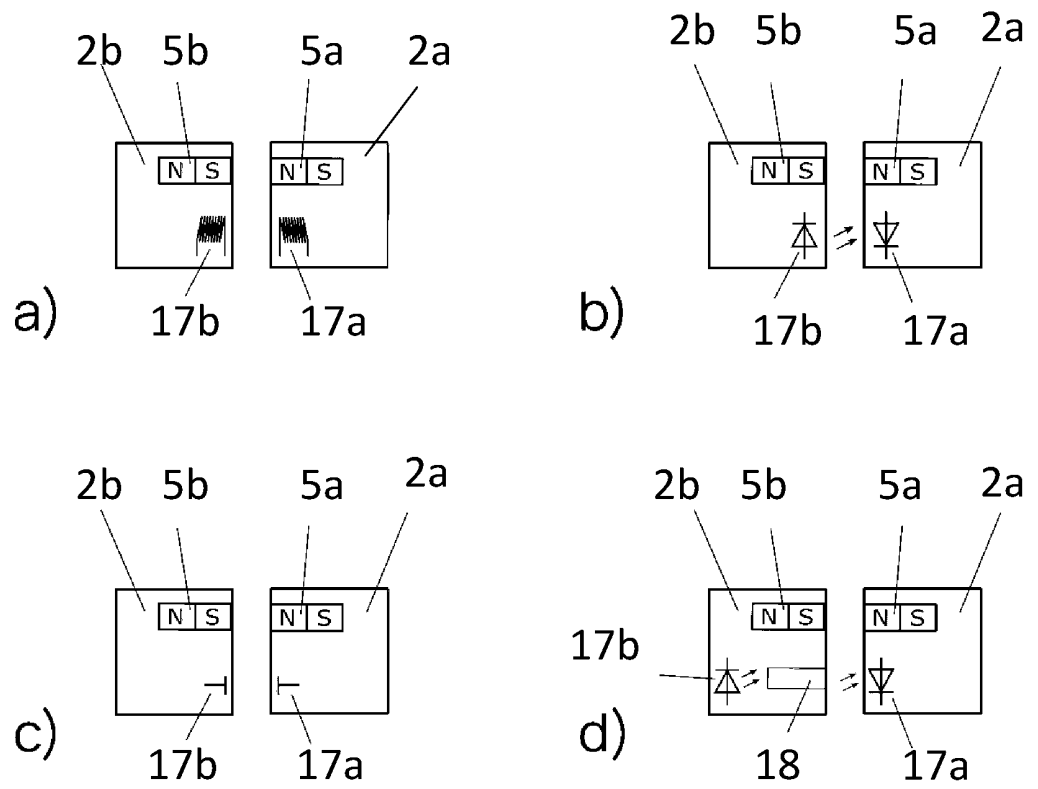 a)
2b 5b 5a 2a
N S N S
17b 17a
b)
2b 5b 5a 2a
N S N S
17b 17a
c)
2b 5b 5a 2a
N S N S
17b 17a
d)
2b 5b 5a 2a
N S N S
17b
18 17a